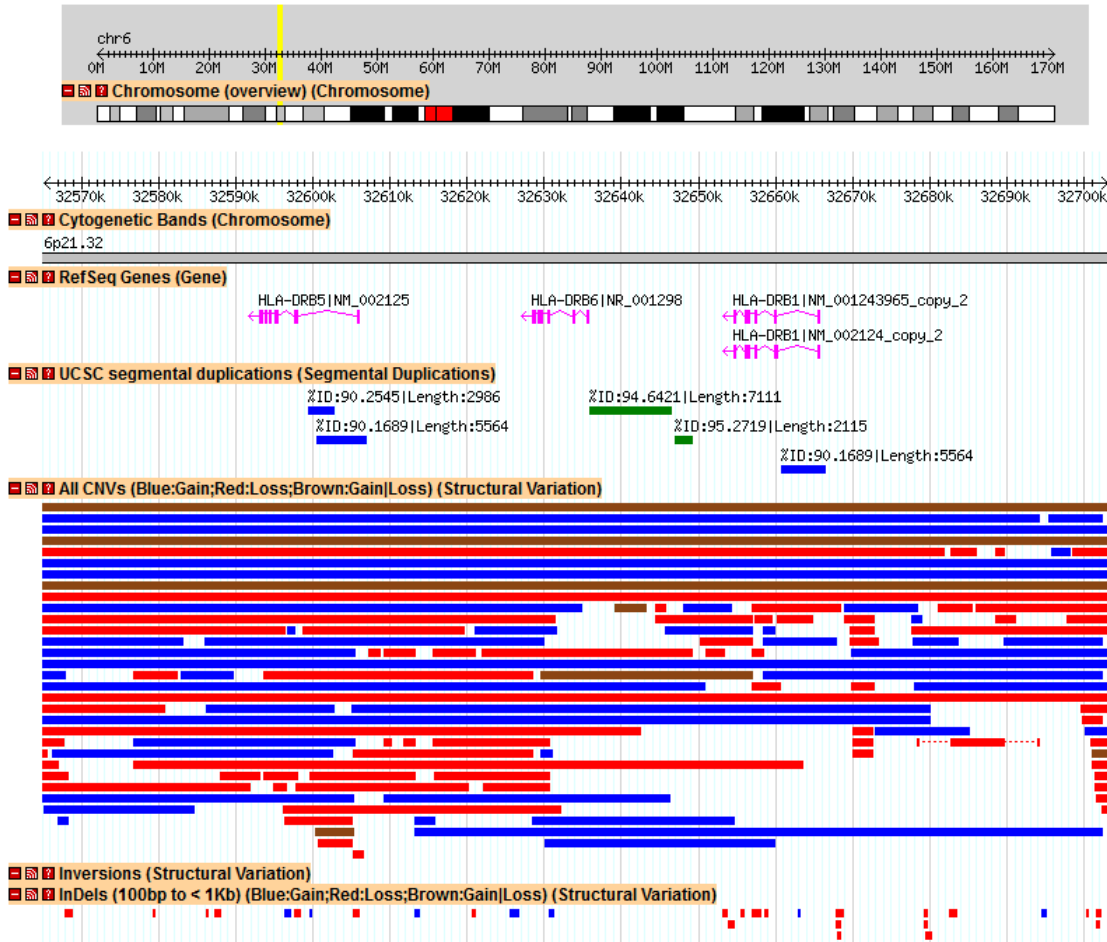 chr6
0M 10M 20M 30M 40M 50M 60M 70M 80M 90M 100M 110M 120M 130M 140M 150M 160M 170M
Chromosome (overview) (Chromosome)
32570k 32580k 32590k 32600k 32610k 32620k 32630k 32640k 32650k 32660k 32670k 32680k 32690k 32700k
Cytogenetic Bands (Chromosome)
6p21.32
RefSeq Genes (Gene)
HLA-DRB5|NM_002125 HLA-DRB6|NR_001298 HLA-DRB1|NM_001243965_copy_2
HLA-DRB1|NM_002124_copy_2
UCSC segmental duplications (Segmental Duplications)
%ID:90.2545|Length:2986 %ID:94.6421|Length:7111
%ID:90.1689|Length:5564 %ID:95.2719|Length:2115
%ID:90.1689|Length:5564
All CNVs (Blue:Gain;Red:Loss;Brown:Gain|Loss) (Structural Variation)
Inversions (Structural Variation)
InDels (100bp to < 1Kb) (Blue:Gain;Red:Loss;Brown:Gain|Loss) (Structural Variation)